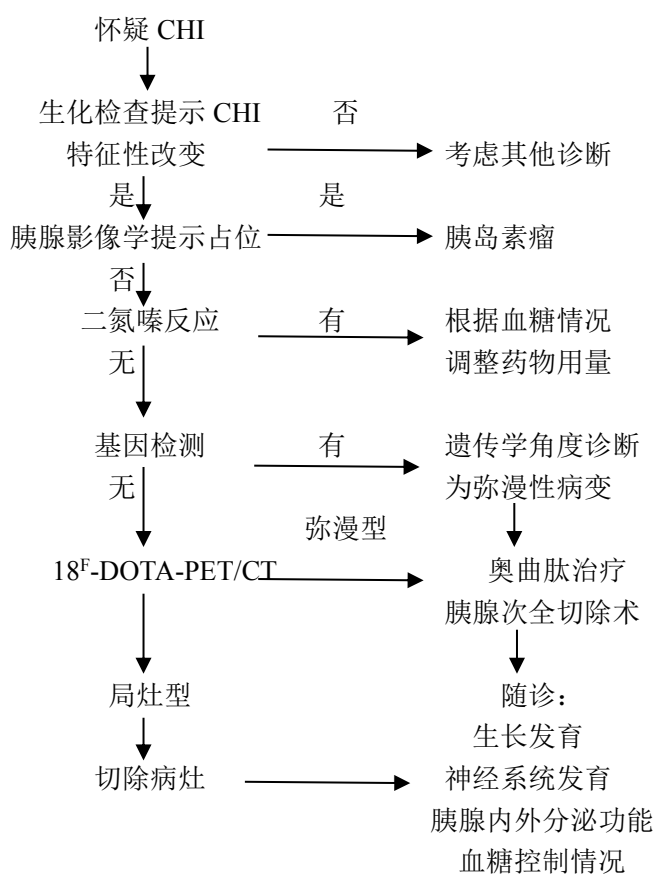 怀疑 CHI
生化检查提示 CHI 否
特征性改变 考虑其他诊断
是 是
胰腺影像学提示占位 胰岛素瘤
否
二氮嗪反应 有 根据血糖情况
无 调整药物用量
基因检测 有 遗传学角度诊断
无 为弥漫性病变
弥漫型
18F-DOTA-PET/CT 奥曲肽治疗
胰腺次全切除术
局灶型 随诊:
生长发育
切除病灶 神经系统发育
胰腺内外分泌功能
血糖控制情况